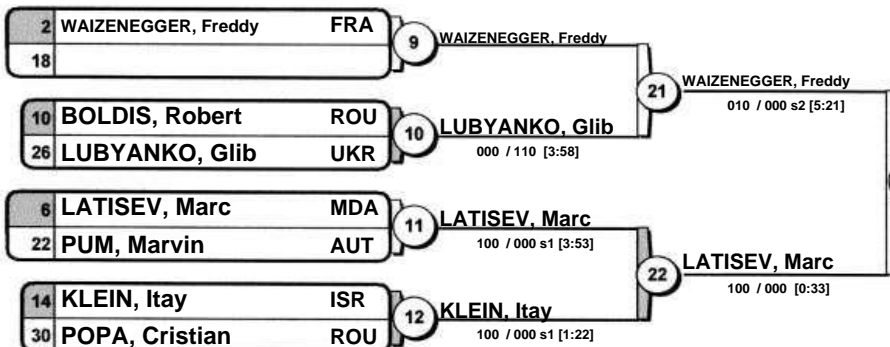 2 WAIZENEGGER, Freddy FRA
18
9
WAIZENEGGER, Freddy
10 BOLDIS, Robert ROU
26 LUBYANKO, Glib UKR
10
LUBYANKO, Glib
000 / 110 [3:58]
21
WAIZENEGGER, Freddy
010 / 000 s2 [5:21]
6 LATISEV, Marc MDA
22 PUM, Marvin AUT
11
LATISEV, Marc
100 / 000 s1 [3:53]
14 KLEIN, Itay ISR
30 POPA, Cristian ROU
12
KLEIN, Itay
100 / 000 s1 [1:22]
22
LATISEV, Marc
100 / 000 [0:33]